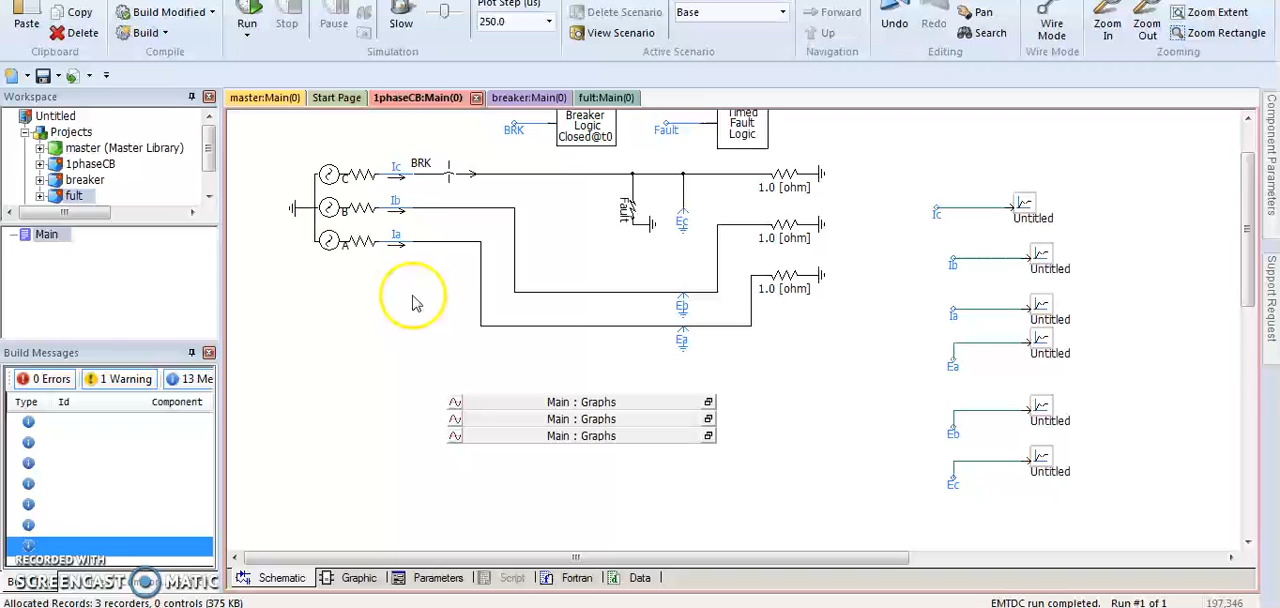 Plot Step (us)
Copy
Build Modified
Delete Scenario
Base
Forward
Pan
Zoom Extent
Paste
Run
Stop
Pause
Slow
250.0
Undo
Redo
Wire
Mode
Zoom
In
Zoom
Out
Delete
Build
View Scenario
Up
Search
Zoom Rectangle
Clipboard
Compile
Simulation
Active Scenario
Navigation
Editing
Wire Mode
Zooming
Workspace
master:Main(0)
Start Page
1phaseCB:Main(0)
breaker:Main(0)
fult:Main(0)
Untitled
Projects
master (Master Library)
1phaseCB
breaker
fult
Main
Build Messages
0 Errors
1 Warning
13 Me
Type
Id
Component
BRK
Breaker
Logic
Closed@t0
Fault
Timed
Fault
Logic
C
Ic
BRK
1.0 [ohm]
B
Ib
Fault
Ec
1.0 [ohm]
A
Ia
1.0 [ohm]
Eb
Ea
Main : Graphs
Main : Graphs
Main : Graphs
Ic
Untitled
Ib
Untitled
Ia
Untitled
Ea
Untitled
Eb
Untitled
Ec
Untitled
Component Parameters
Support Request
RECORDED WITH
SCREENCAST MATIC
Schematic
Graphic
Parameters
Script
Fortran
Data
Allocated Records: 3 recorders, 0 controls (375 KB)
EMTDC run completed.
Run #1 of 1
197,346